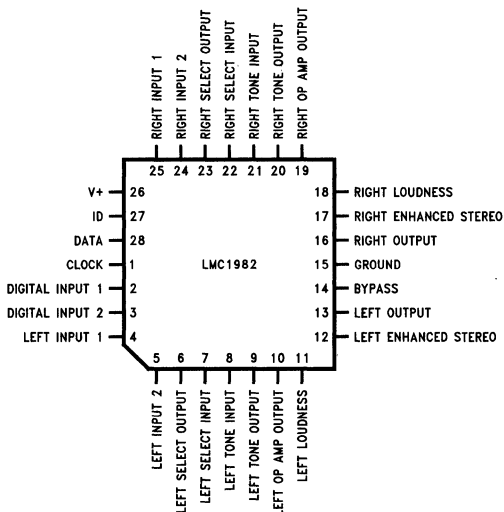 RIGHT INPUT 1
RIGHT INPUT 2
RIGHT SELECT OUTPUT
RIGHT SELECT INPUT
RIGHT TONE INPUT
RIGHT TONE OUTPUT
RIGHT OP AMP OUTPUT
25 24 23 22 21 20 19
V+ 26
ID 27
DATA 28
CLOCK 1
DIGITAL INPUT 1 2
DIGITAL INPUT 2 3
LEFT INPUT 1 4
LMC1982
18 RIGHT LOUDNESS
17 RIGHT ENHANCED STEREO
16 RIGHT OUTPUT
15 GROUND
14 BYPASS
13 LEFT OUTPUT
12 LEFT ENHANCED STEREO
5 6 7 8 9 10 11
LEFT INPUT 2
LEFT SELECT OUTPUT
LEFT SELECT INPUT
LEFT TONE INPUT
LEFT TONE OUTPUT
LEFT OP AMP OUTPUT
LEFT LOUDNESS